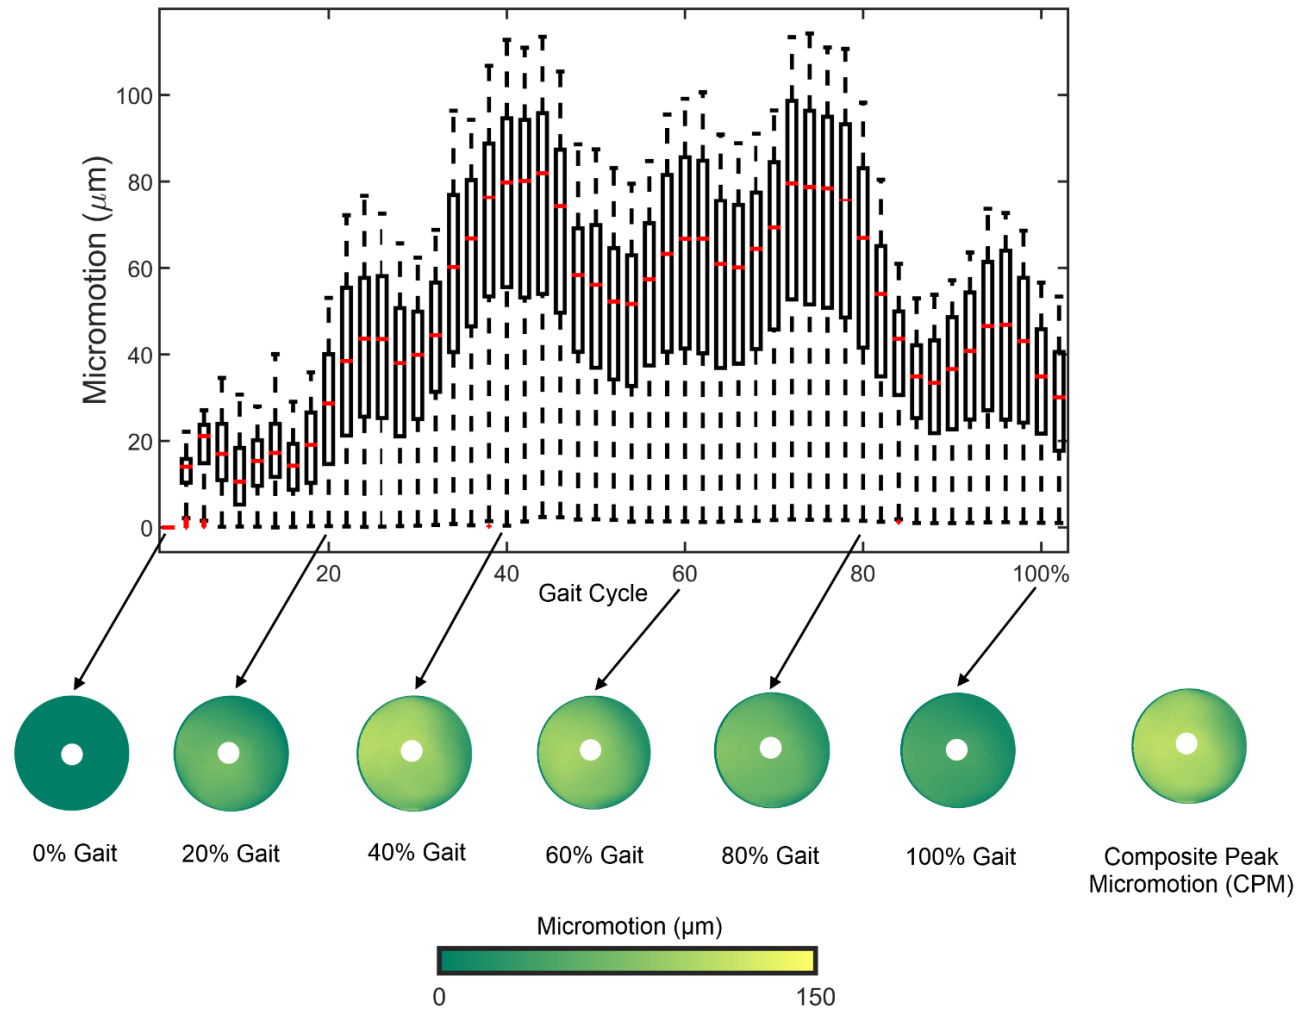 Micromotion (μm)
100
80
60
40
20
0
20
40
60
80
100%
Gait Cycle
0% Gait
20% Gait
40% Gait
60% Gait
80% Gait
100% Gait
Composite Peak
Micromotion (CPM)
Micromotion (μm)
0
150